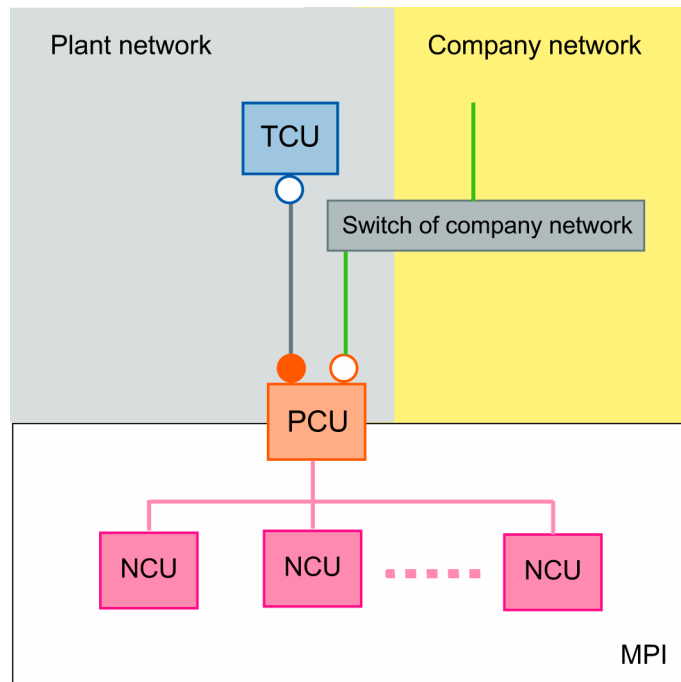 Plant network
Company network
TCU
Switch of company network
PCU
NCU
NCU
NCU
MPI